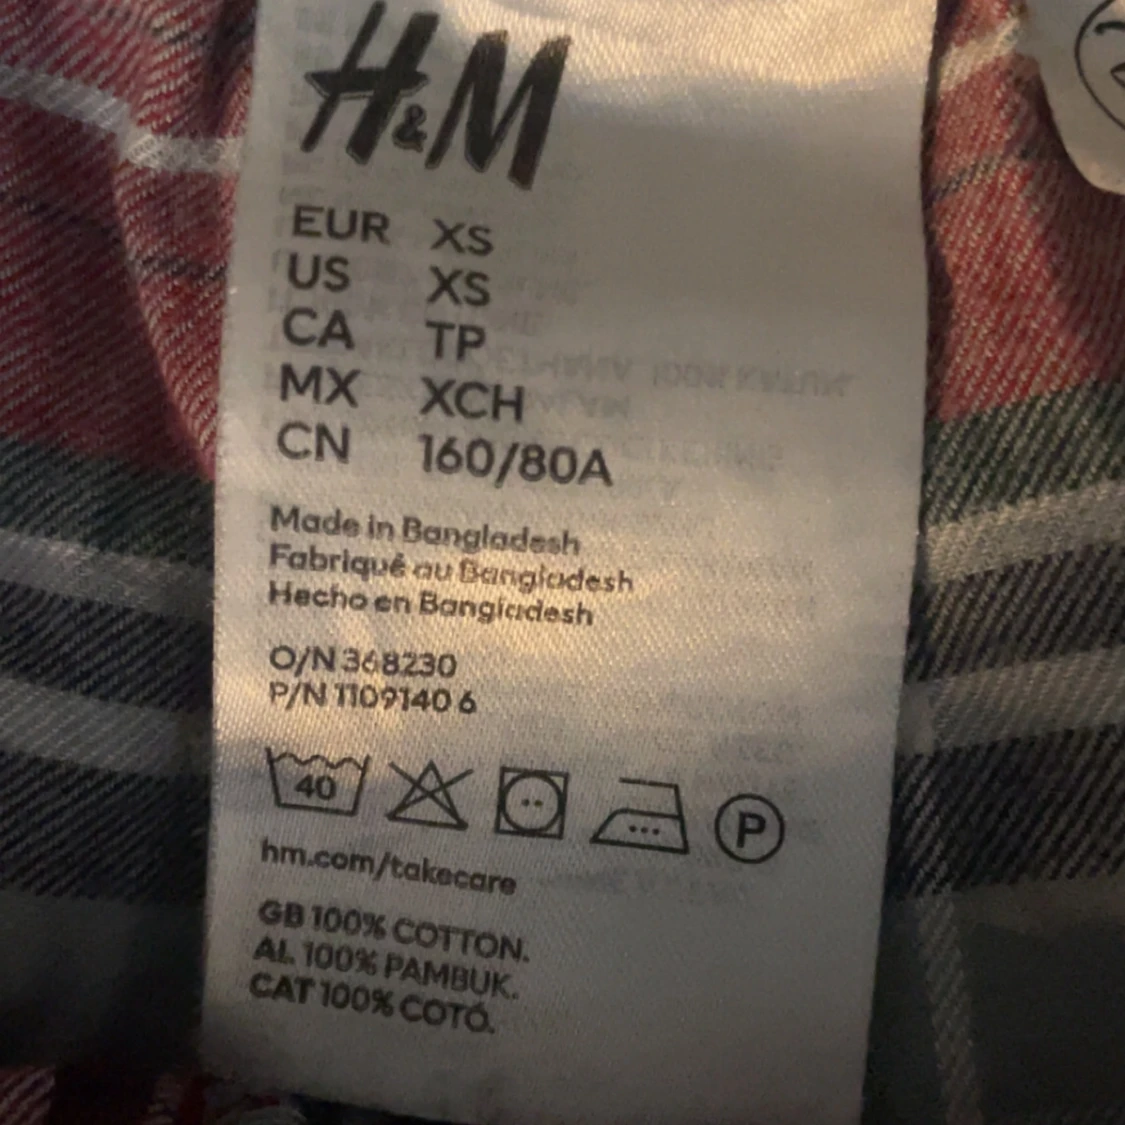 H&M
EUR XS
US XS
CA TP
MX XCH
CN 160/80A
Made in Bangladesh
Fabriqué au Bangladesh
Hecho en Bangladesh
O/N 368230
P/N 1109140 6
40
P
hm.com/takecare
GB 100% COTTON.
AL 100% PAMBUK.
CAT 100% COTÓ.